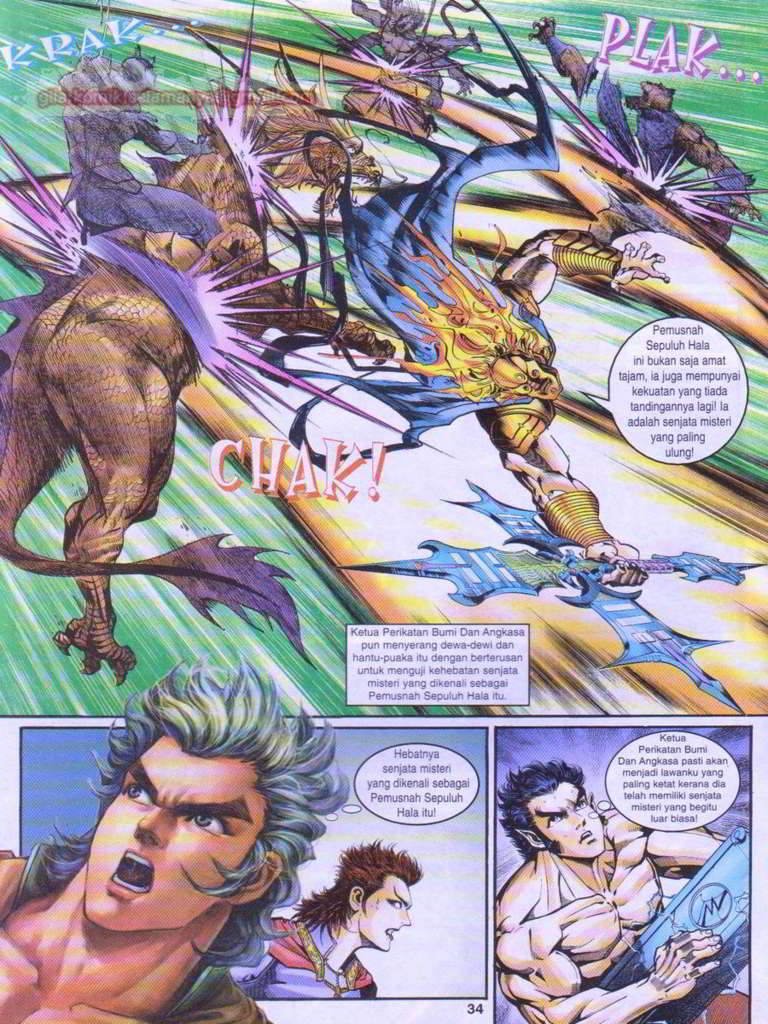 KRAK...
PLAK...
Pemusnah
Sepuluh Hala
ini bukan saja amat
tajam, ia juga mempunyai
kekuatan yang tiada
tandingannya lagi! Ia
adalah senjata misteri
yang paling
ulung!
CHAK!
Ketua Perikatan Bumi Dan Angkasa
pun menyerang dewa-dewi dan
hantu-puaka itu dengan berterusan
untuk menguji kehebatan senjata
misteri yang dikenali sebagai
Pemusnah Sepuluh Hala itu.
Hebatnya
senjata misteri
yang dikenali sebagai
Pemusnah Sepuluh
Hala itu!
Ketua
Perikatan Bumi
Dan Angkasa pasti akan
menjadi lawanku yang
paling ketat kerana dia
telah memiliki senjata
misteri yang begitu
luar biasa!
34